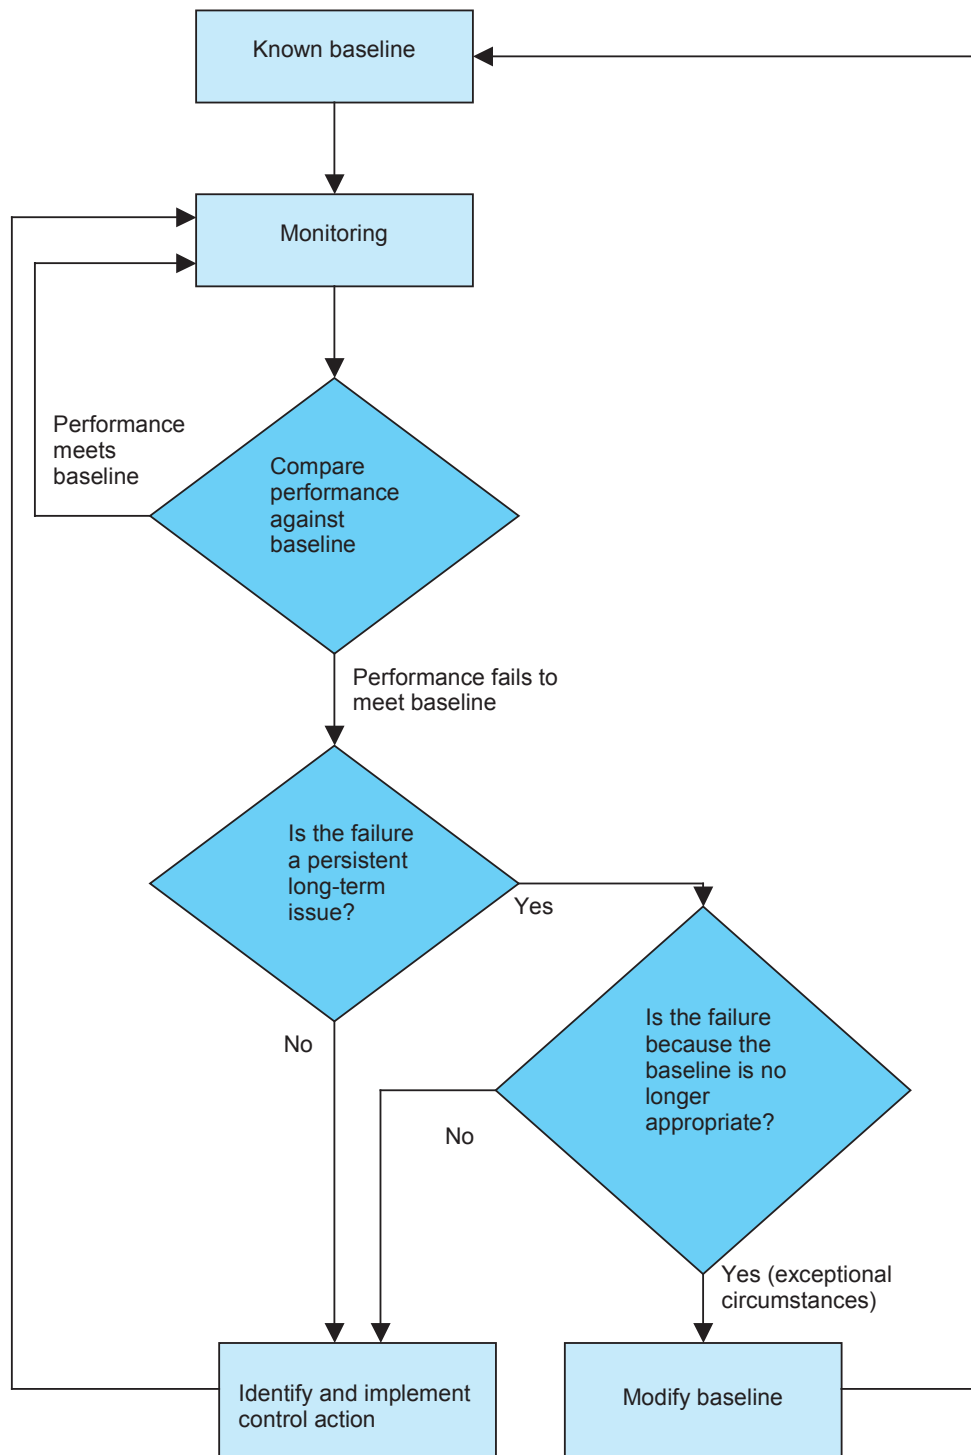 Known baseline
Monitoring
Performance
meets
baseline
Compare
performance
against
baseline
Performance fails to
meet baseline
Is the failure
a persistent
long-term
issue?
Yes
No
Is the failure
because the
baseline is no
longer
appropriate?
No
Yes (exceptional
circumstances)
Identify and implement
control action
Modify baseline